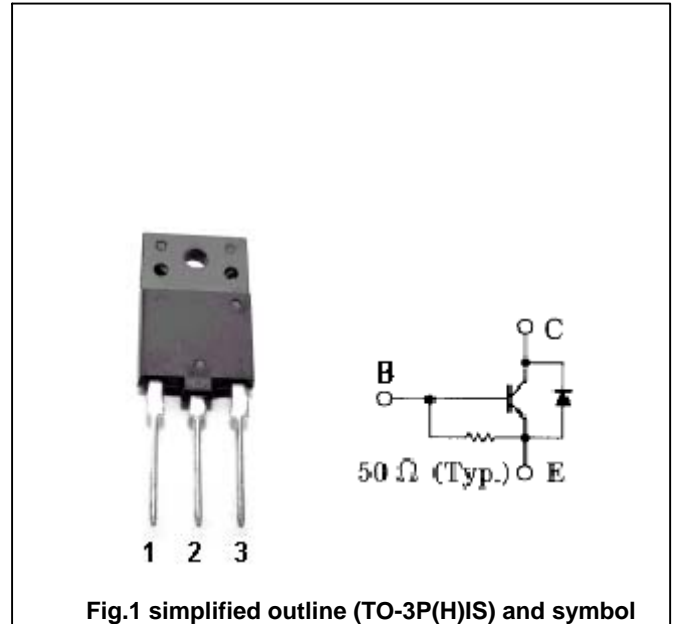 C
B
50 Ω (Typ.) E
1 2 3
Fig.1 simplified outline (TO-3P(H)IS) and symbol